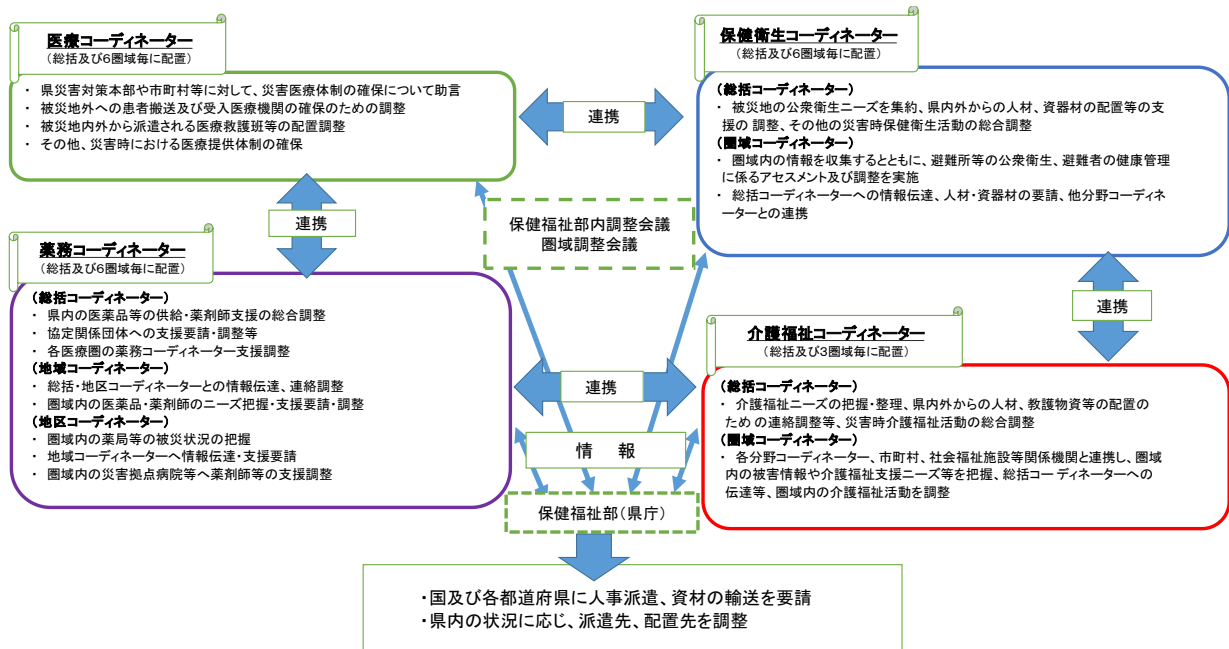 医療コーディネーター
(総括及び6圏域毎に配置)
・ 県災害対策本部や市町村等に対して、災害医療体制の確保について助言
・ 被災地外への患者搬送及び受入医療機関の確保のための調整
・ 被災地内外から派遣される医療救護班等の配置調整
・ その他、災害時における医療提供体制の確保
連携
保健衛生コーディネーター
(総括及び6圏域毎に配置)
(総括コーディネーター)
・ 被災地の公衆衛生ニーズを集約、県内外からの人材、資器材の配置等の支
援の 調整、その他の災害時保健衛生活動の総合調整
(圏域コーディネーター)
・ 圏域内の情報を収集するとともに、避難所等の公衆衛生、避難者の健康管理
に係るアセスメント及び調整を実施
・ 総括コーディネーターへの情報伝達、人材・資器材の要請、他分野コーディネ
ーターとの連携
連携
保健福祉部内調整会議
圏域調整会議
薬務コーディネーター
(総括及び6圏域毎に配置)
(総括コーディネーター)
・ 県内の医薬品等の供給・薬剤師支援の総合調整
・ 協定関係団体への支援要請・調整等
・ 各医療圏の薬務コーディネーター支援調整
(地域コーディネーター)
・ 総括・地区コーディネーターとの情報伝達、連絡調整
・ 圏域内の医薬品・薬剤師のニーズ把握・支援要請・調整
(地区コーディネーター)
・ 圏域内の薬局等の被災状況の把握
・ 地域コーディネーターへ情報伝達・支援要請
・ 圏域内の災害拠点病院等へ薬剤師等の支援調整
連携
連携
介護福祉コーディネーター
(総括及び3圏域毎に配置)
(総括コーディネーター)
・ 介護福祉ニーズの把握・整理、県内外からの人材、教護物資等の配置のた
めの連絡調整等、災害時介護福祉活動の総合調整
(圏域コーディネーター)
・ 各分野コーディネーター、市町村、社会福祉施設等関係機関と連携し、圏域
内の被害情報や介護福祉支援ニーズ等を把握、総括コーディネーターへの
伝達等、圏域内の介護福祉活動を調整
情 報
保健福祉部(県庁)
・国及び各都道府県に人事派遣、資材の輸送を要請
・県内の状況に応じ、派遣先、配置先を調整